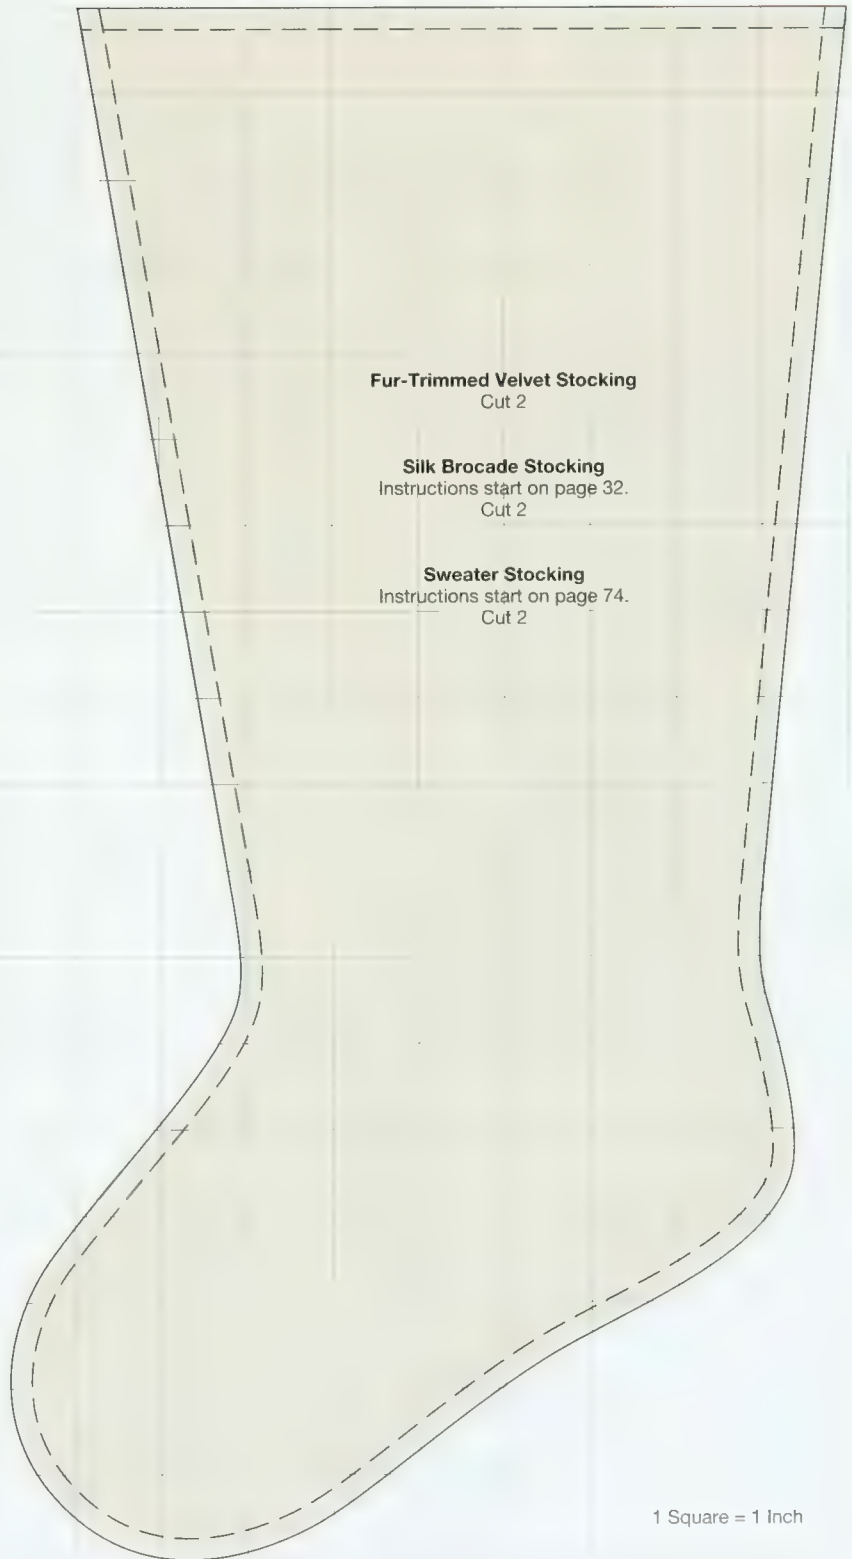 Fur-Trimmed Velvet Stocking
Cut 2
Silk Brocade Stocking
Instructions start on page 32.
Cut 2
Sweater Stocking
Instructions start on page 74.
Cut 2
1 Square = 1 Inch